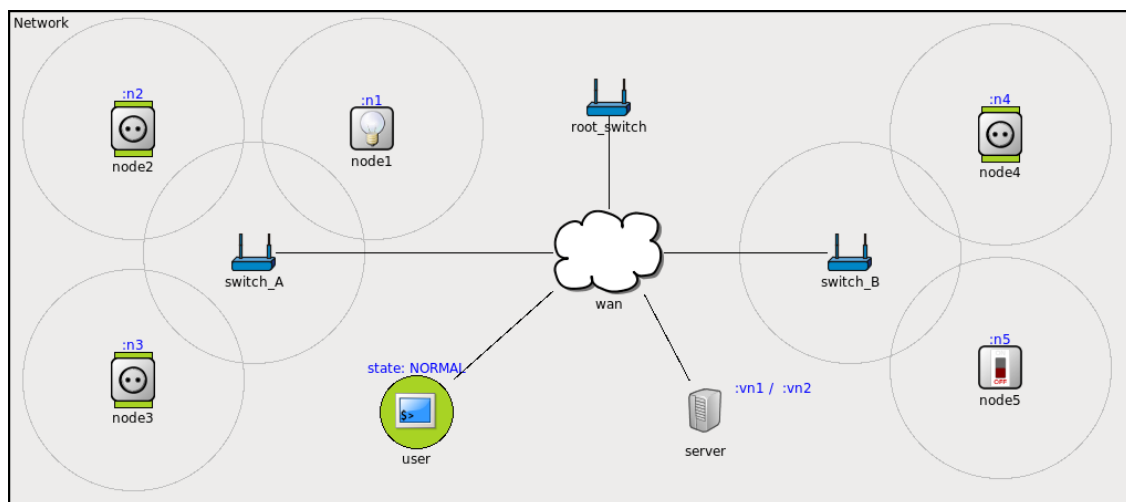 Network
:n2
node2
:n1
node1
root_switch
:n4
node4
switch_A
wan
switch_B
:n3
node3
state: NORMAL
$>
user
:vn1 / :vn2
server
:n5
OFF
node5